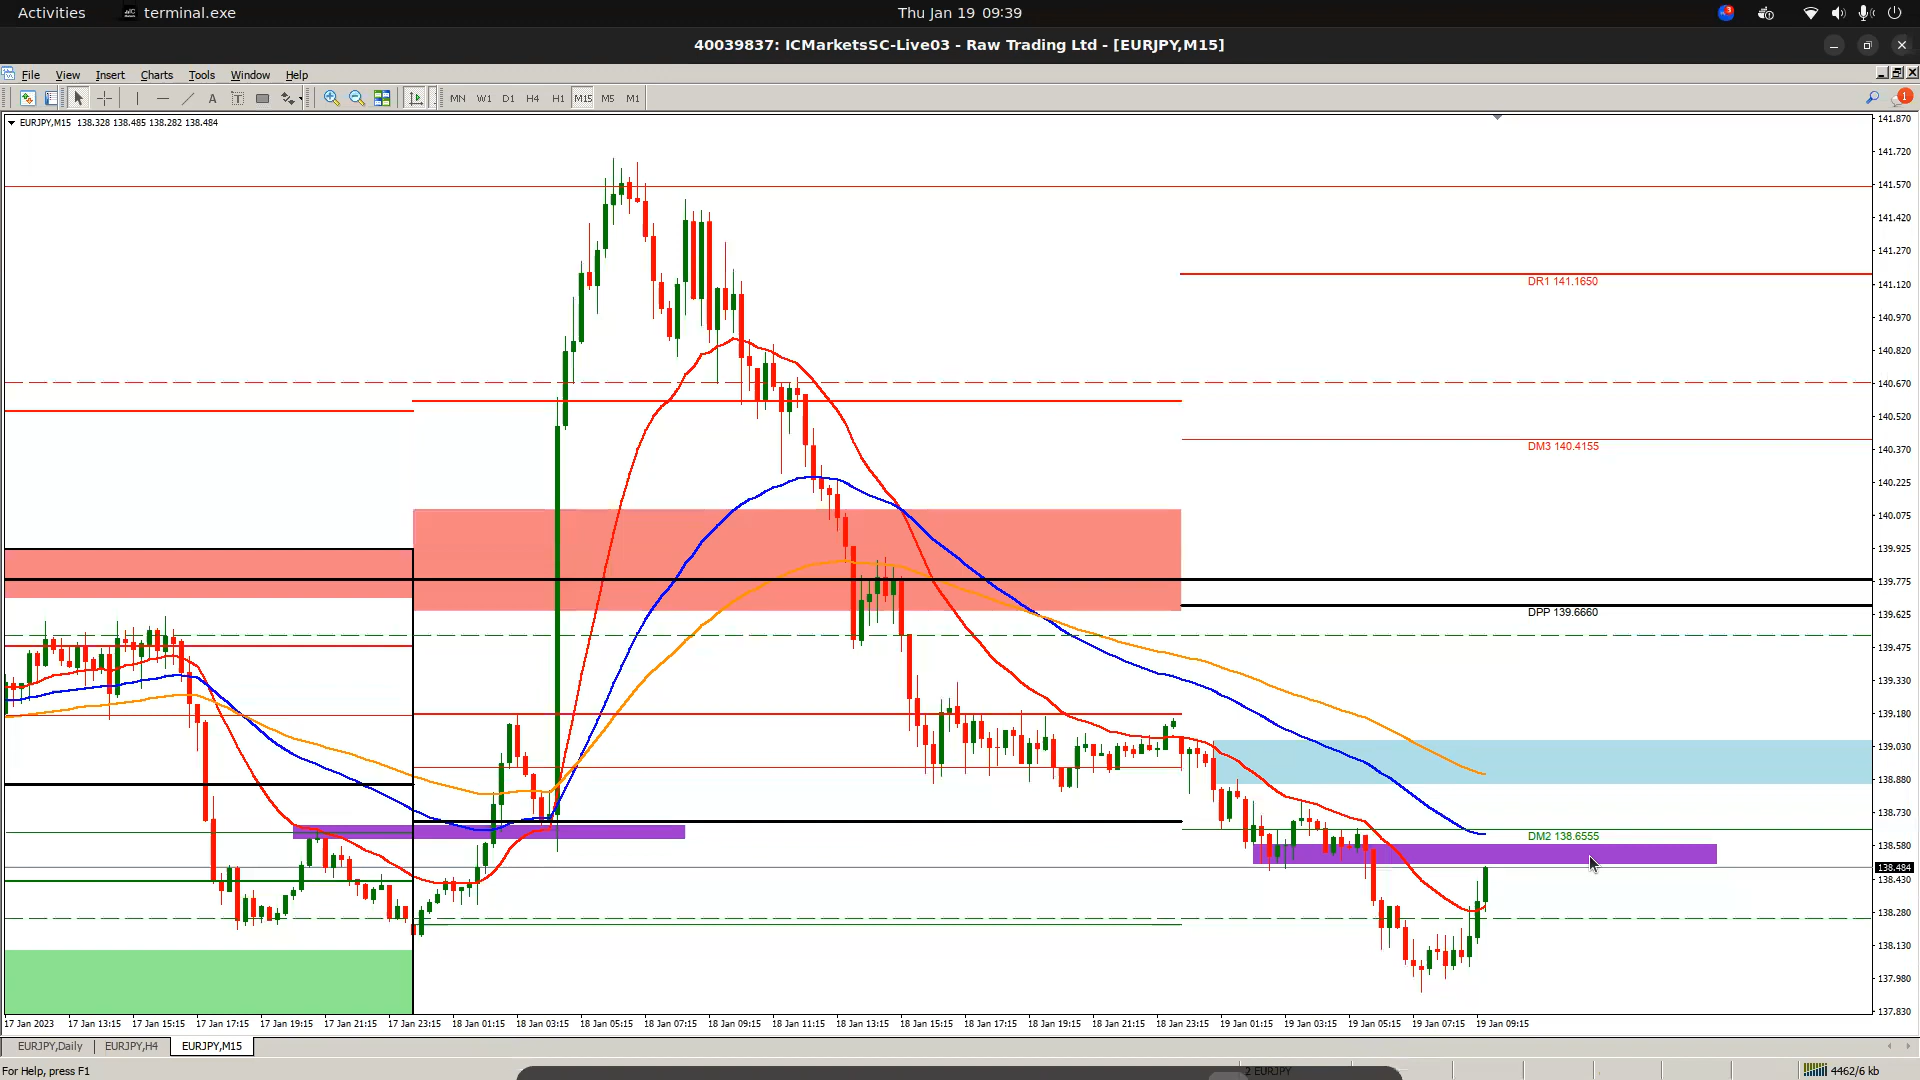 Activities terminal.exe Thu Jan 19 09:39 3
40039837: ICMarketsSC-Live03 - Raw Trading Ltd - [EURJPY,M15]
File View Insert Charts Tools Window Help
A T MN W1 D1 H4 H1 M15 M5 M1 1
EURJPY,M15 138.328 138.485 138.282 138.484
141.870
141.720
141.570
141.420
141.270
DR1 141.1650
141.120
140.970
140.820
140.670
140.520
DM3 140.4155
140.370
140.225
140.075
139.925
139.775
DPP 139.6660
139.625
139.475
139.330
139.180
139.030
138.880
138.730
DM2 138.6555
138.580
138.484
138.430
138.280
138.130
137.980
137.830
17 Jan 2023 17 Jan 13:15 17 Jan 15:15 17 Jan 17:15 17 Jan 19:15 17 Jan 21:15 17 Jan 23:15 18 Jan 01:15 18 Jan 03:15 18 Jan 05:15 18 Jan 07:15 18 Jan 09:15 18 Jan 11:15 18 Jan 13:15 18 Jan 15:15 18 Jan 17:15 18 Jan 19:15 18 Jan 21:15 18 Jan 23:15 19 Jan 01:15 19 Jan 03:15 19 Jan 05:15 19 Jan 07:15 19 Jan 09:15
EURJPY,Daily EURJPY,H4 EURJPY,M15
For Help, press F1 2 EURJPY 4462/6 kb